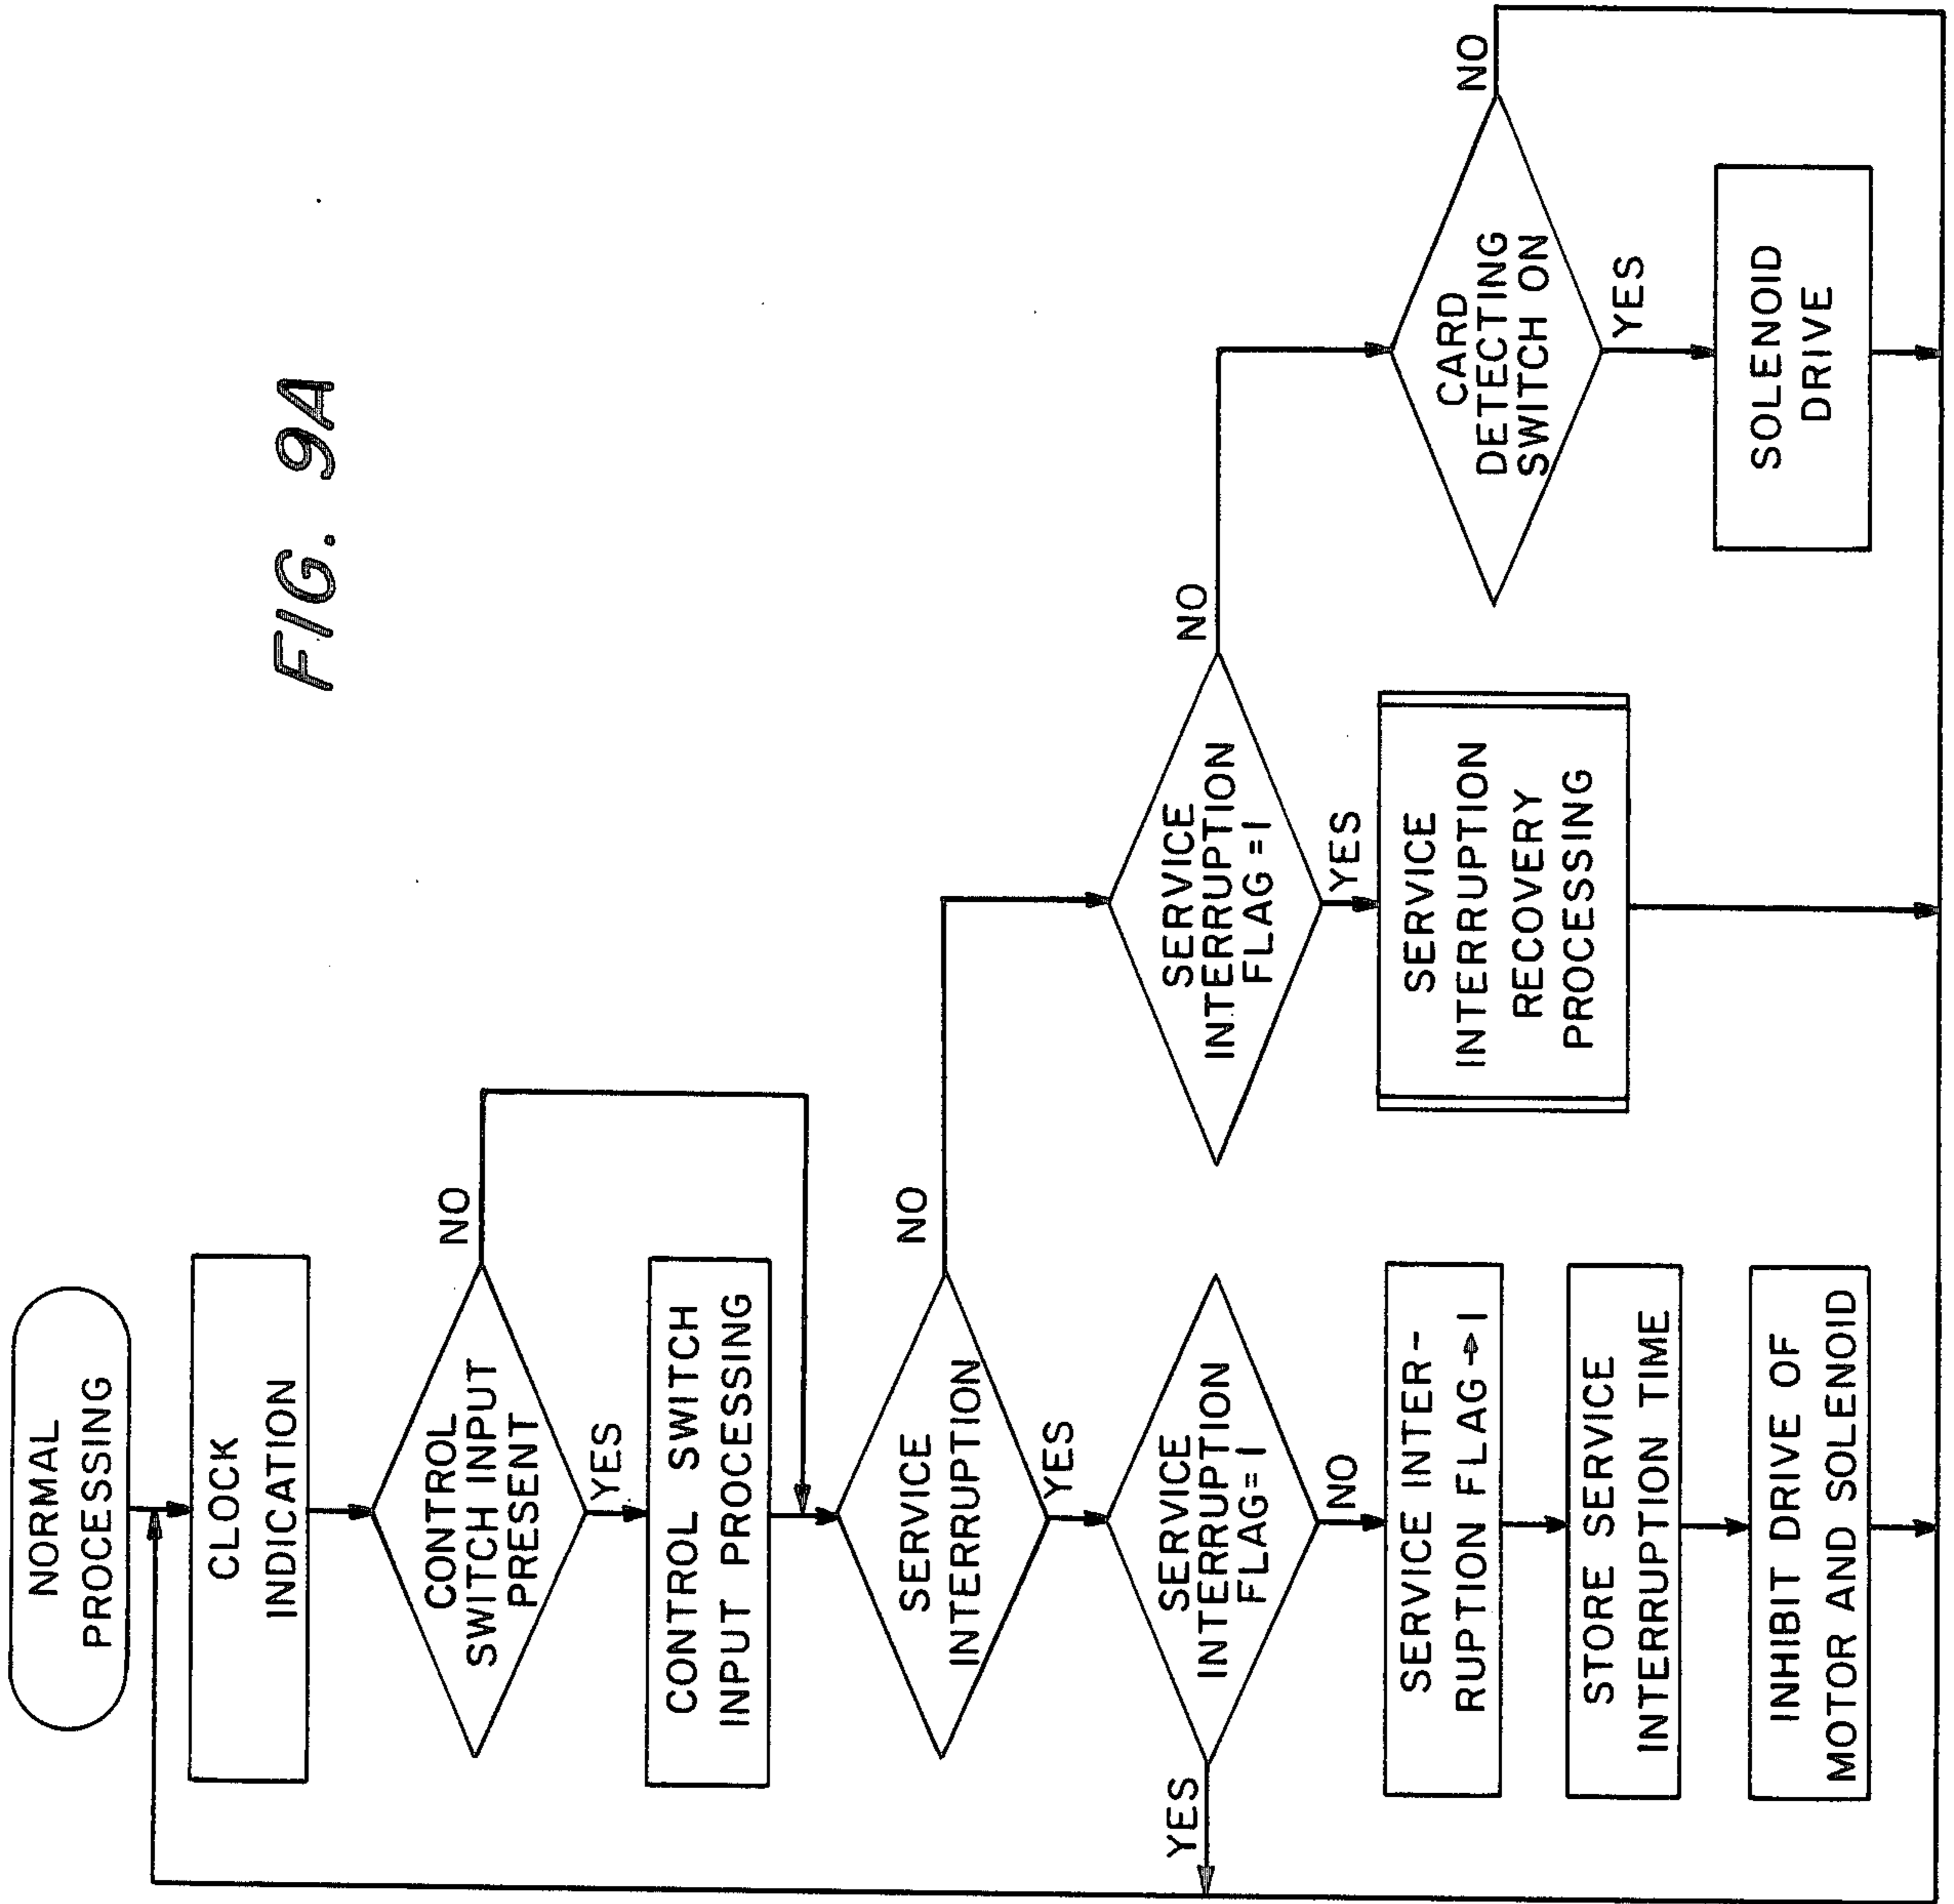 FIG. 9A
NORMAL
PROCESSING
CLOCK
INDICATION
CONTROL
SWITCH INPUT
PRESENT
NO
YES
CONTROL SWITCH
INPUT PROCESSING
SERVICE
INTERRUPTION
NO
YES
SERVICE
INTERRUPTION
FLAG=1
YES
NO
SERVICE INTER-
RUPTION FLAG→1
STORE SERVICE
INTERRUPTION TIME
INHIBIT DRIVE OF
MOTOR AND SOLENOID
SERVICE
INTERRUPTION
FLAG=1
NO
YES
SERVICE
INTERRUPTION
RECOVERY
PROCESSING
CARD
DETECTING
SWITCH ON
NO
YES
SOLENOID
DRIVE